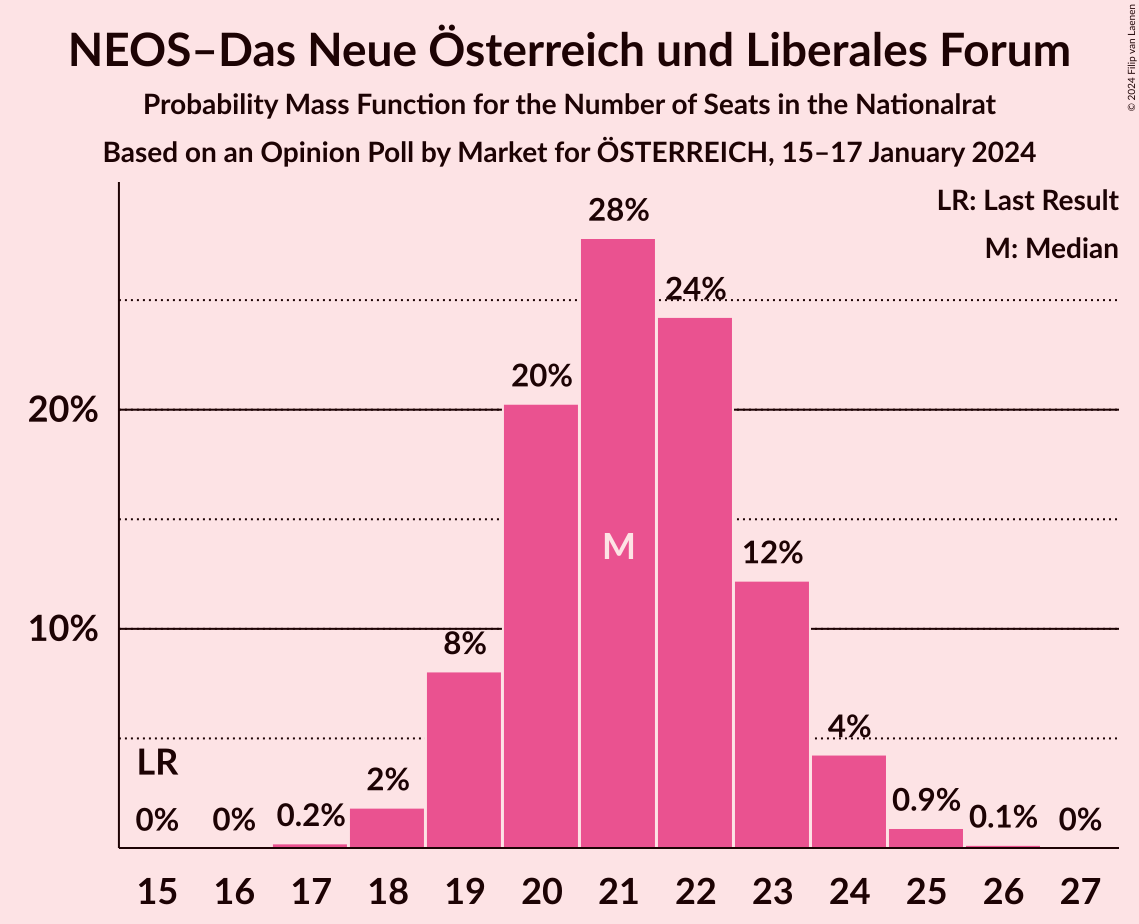 NEOS–Das Neue Österreich und Liberales Forum
Probability Mass Function for the Number of Seats in the Nationalrat
Based on an Opinion Poll by Market for ÖSTERREICH, 15–17 January 2024
© 2024 Filip van Laenen
LR: Last Result
M: Median
28%
24%
20%
20%
M
12%
10%
8%
4%
LR
2%
0.9%
0% 0% 0.2% 0.1% 0%
15 16 17 18 19 20 21 22 23 24 25 26 27